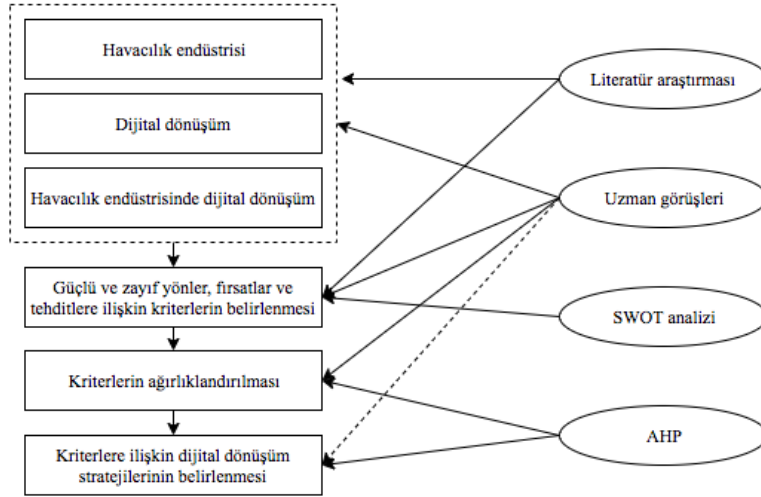 Havacılık endüstrisi
Dijital dönüşüm
Havacılık endüstrisinde dijital dönüşüm
Güçlü ve zayıf yönler, fırsatlar ve
tehditlere ilişkin kriterlerin belirlenmesi
Kriterlerin ağırlıklandırılması
Kriterlere ilişkin dijital dönüşüm
stratejilerinin belirlenmesi
Literatür araştırması
Uzman görüşleri
SWOT analizi
AHP